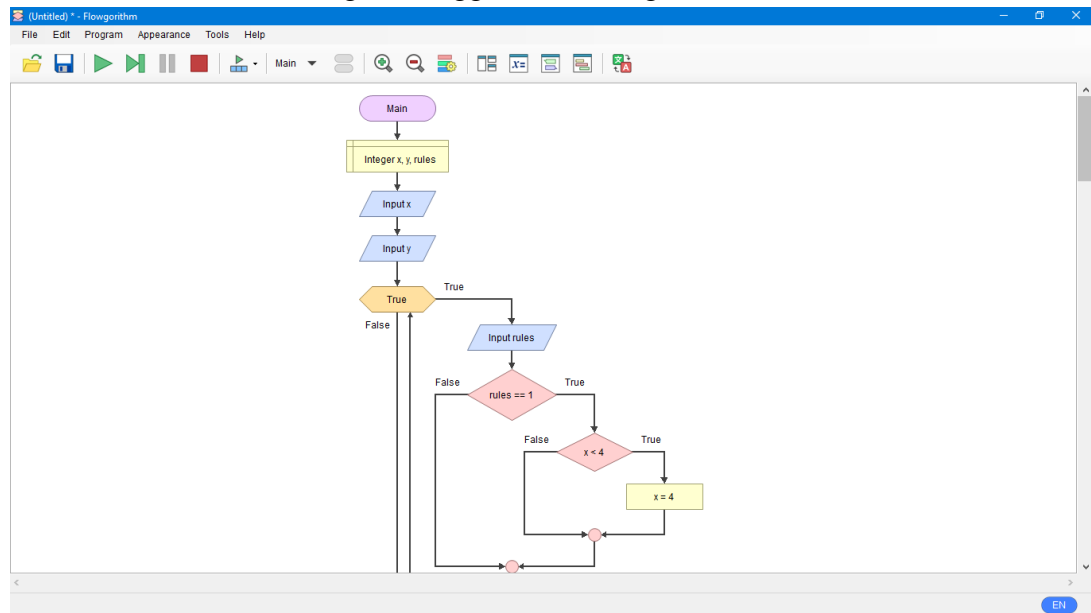 (Untitled) * - Flowgorithm
File Edit Program Appearance Tools Help
Main
x=
Main
Integer x, y, rules
Input x
Input y
True
True
False
Input rules
False
True
rules == 1
False
True
x < 4
x = 4
EN